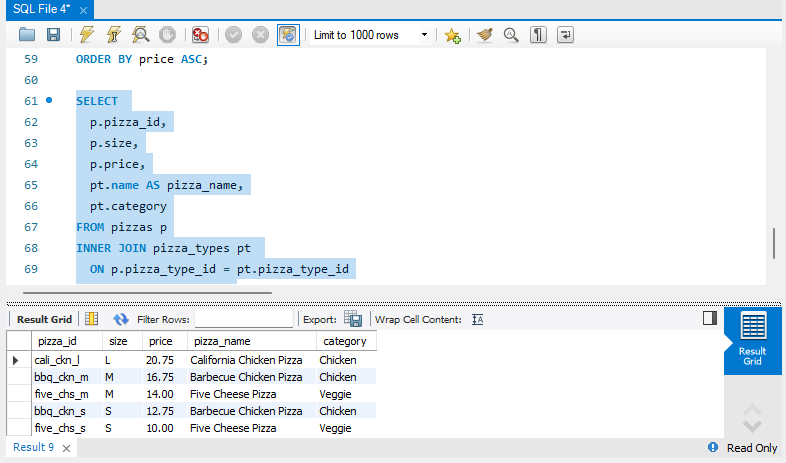 SQL File 4*
Limit to 1000 rows
59 ORDER BY price ASC;
60
61 SELECT
62 p.pizza_id,
63 p.size,
64 p.price,
65 pt.name AS pizza_name,
66 pt.category
67 FROM pizzas p
68 INNER JOIN pizza_types pt
69 ON p.pizza_type_id = pt.pizza_type_id
Result Grid Filter Rows: Export: Wrap Cell Content:
pizza_id size price pizza_name category
cali_ckn_l L 20.75 California Chicken Pizza Chicken
bbq_ckn_m M 16.75 Barbecue Chicken Pizza Chicken
five_chs_m M 14.00 Five Cheese Pizza Veggie
bbq_ckn_s S 12.75 Barbecue Chicken Pizza Chicken
five_chs_s S 10.00 Five Cheese Pizza Veggie
Result
Grid
Result 9
Read Only